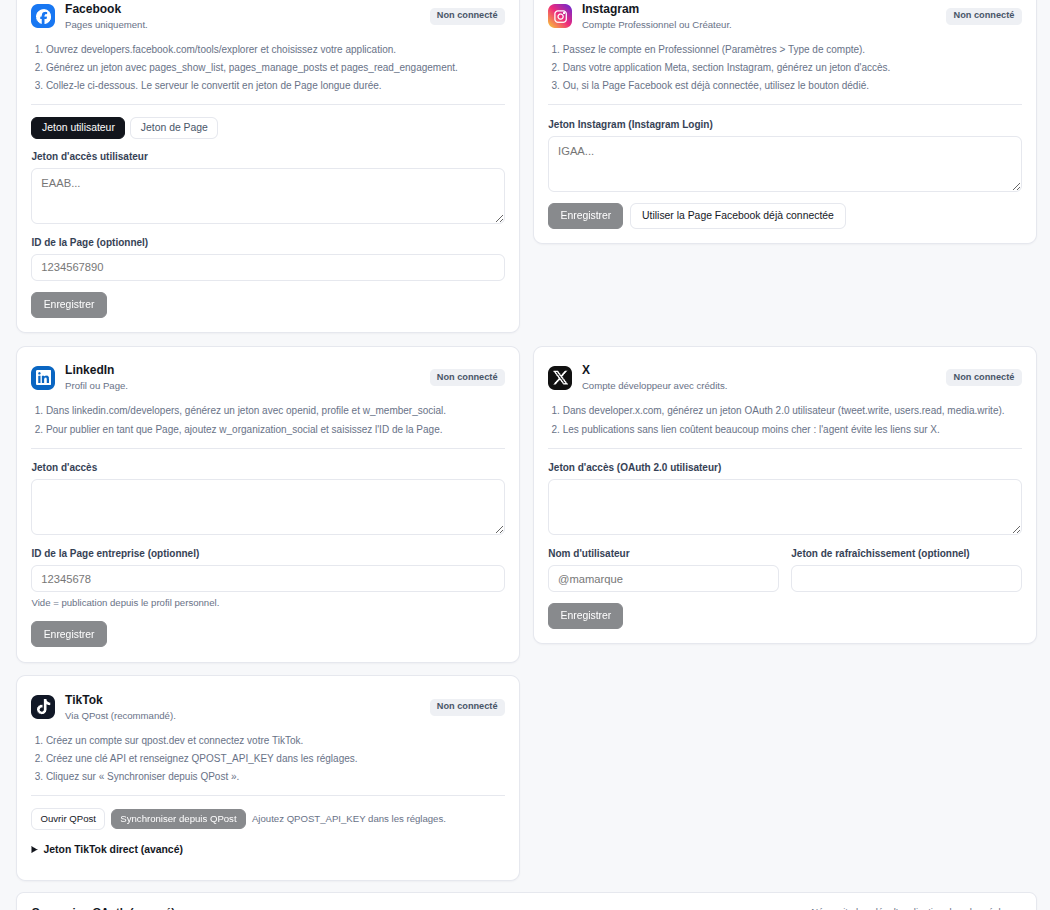 Facebook
Pages uniquement.
Non connecté
1. Ouvrez developers.facebook.com/tools/explorer et choisissez votre application.
2. Générez un jeton avec pages_show_list, pages_manage_posts et pages_read_engagement.
3. Collez-le ci-dessous. Le serveur le convertit en jeton de Page longue durée.
Jeton utilisateur
Jeton de Page
Jeton d'accès utilisateur
EAAB...
ID de la Page (optionnel)
1234567890
Enregistrer
Instagram
Compte Professionnel ou Créateur.
Non connecté
1. Passez le compte en Professionnel (Paramètres > Type de compte).
2. Dans votre application Meta, section Instagram, générez un jeton d'accès.
3. Ou, si la Page Facebook est déjà connectée, utilisez le bouton dédié.
Jeton Instagram (Instagram Login)
IGAA...
Enregistrer
Utiliser la Page Facebook déjà connectée
LinkedIn
Profil ou Page.
Non connecté
1. Dans linkedin.com/developers, générez un jeton avec openid, profile et w_member_social.
2. Pour publier en tant que Page, ajoutez w_organization_social et saisissez l'ID de la Page.
Jeton d'accès
ID de la Page entreprise (optionnel)
12345678
Vide = publication depuis le profil personnel.
Enregistrer
X
Compte développeur avec crédits.
Non connecté
1. Dans developer.x.com, générez un jeton OAuth 2.0 utilisateur (tweet.write, users.read, media.write).
2. Les publications sans lien coûtent beaucoup moins cher : l'agent évite les liens sur X.
Jeton d'accès (OAuth 2.0 utilisateur)
Nom d'utilisateur
@mamarque
Jeton de rafraîchissement (optionnel)
Enregistrer
TikTok
Via QPost (recommandé).
Non connecté
1. Créez un compte sur qpost.dev et connectez votre TikTok.
2. Créez une clé API et renseignez QPOST_API_KEY dans les réglages.
3. Cliquez sur « Synchroniser depuis QPost ».
Ouvrir QPost
Synchroniser depuis QPost
Ajoutez QPOST_API_KEY dans les réglages.
Jeton TikTok direct (avancé)